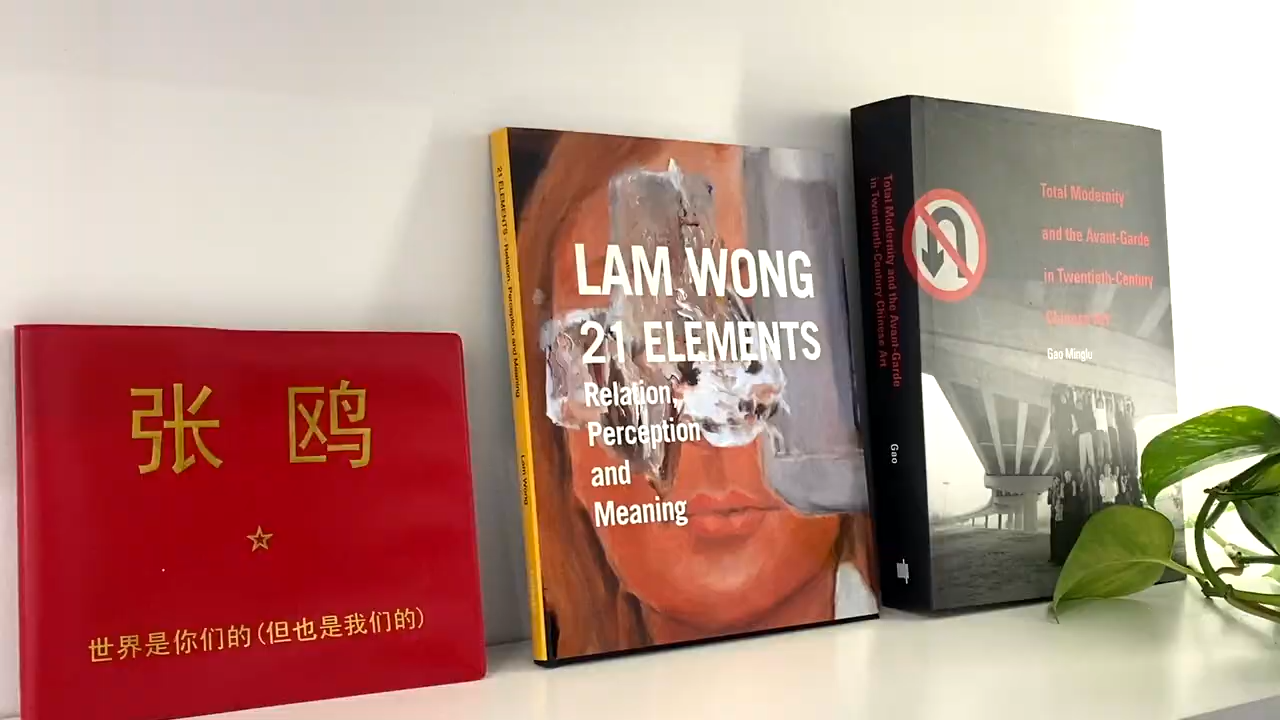 张 鸥
世界是你们的(但也是我们的)
21 ELEMENTS - Relation, Perception and Meaning
Lam Wong
LAM WONG
21 ELEMENTS
Relation,
Perception
and
Meaning
Total Modernity and the Avant-Garde
in Twentieth-Century Chinese Art
Gao
Total Modernity
and the Avant-Garde
in Twentieth-Century
Chinese Art
Gao Minglu